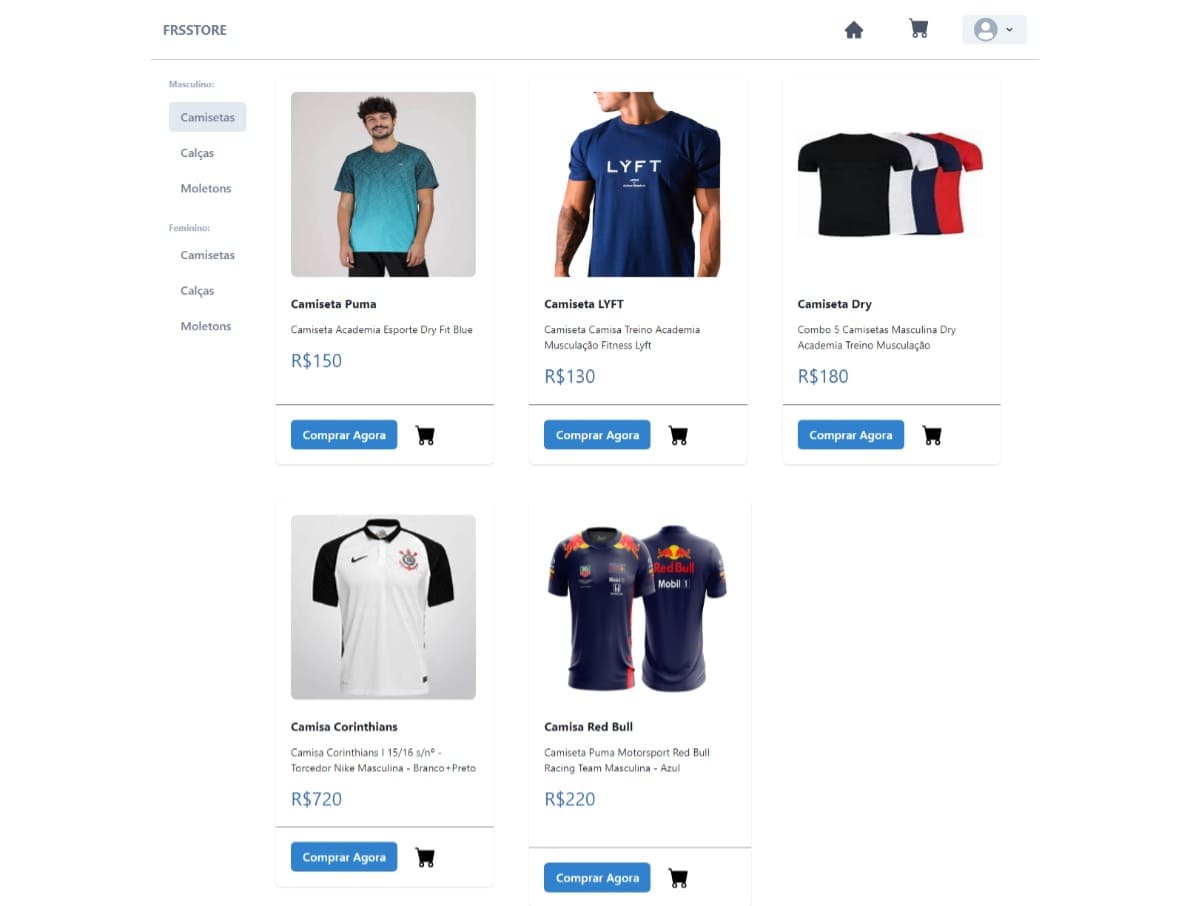 FRSSTORE
Masculino:
Camisetas
Calças
Moletons
Feminino:
Camisetas
Calças
Moletons
LYFT
Camiseta Puma
Camiseta Academia Esporte Dry Fit Blue
R$150
Comprar Agora
Camiseta LYFT
Camiseta Camisa Treino Academia
Musculação Fitness Lyft
R$130
Comprar Agora
Camiseta Dry
Combo 5 Camisetas Masculina Dry
Academia Treino Musculação
R$180
Comprar Agora
Camisa Corinthians
Camisa Corinthians I 15/16 s/nº -
Torcedor Nike Masculina - Branco+Preto
R$720
Comprar Agora
Red Bull
Mobil 1
Camisa Red Bull
Camiseta Puma Motorsport Red Bull
Racing Team Masculina - Azul
R$220
Comprar Agora